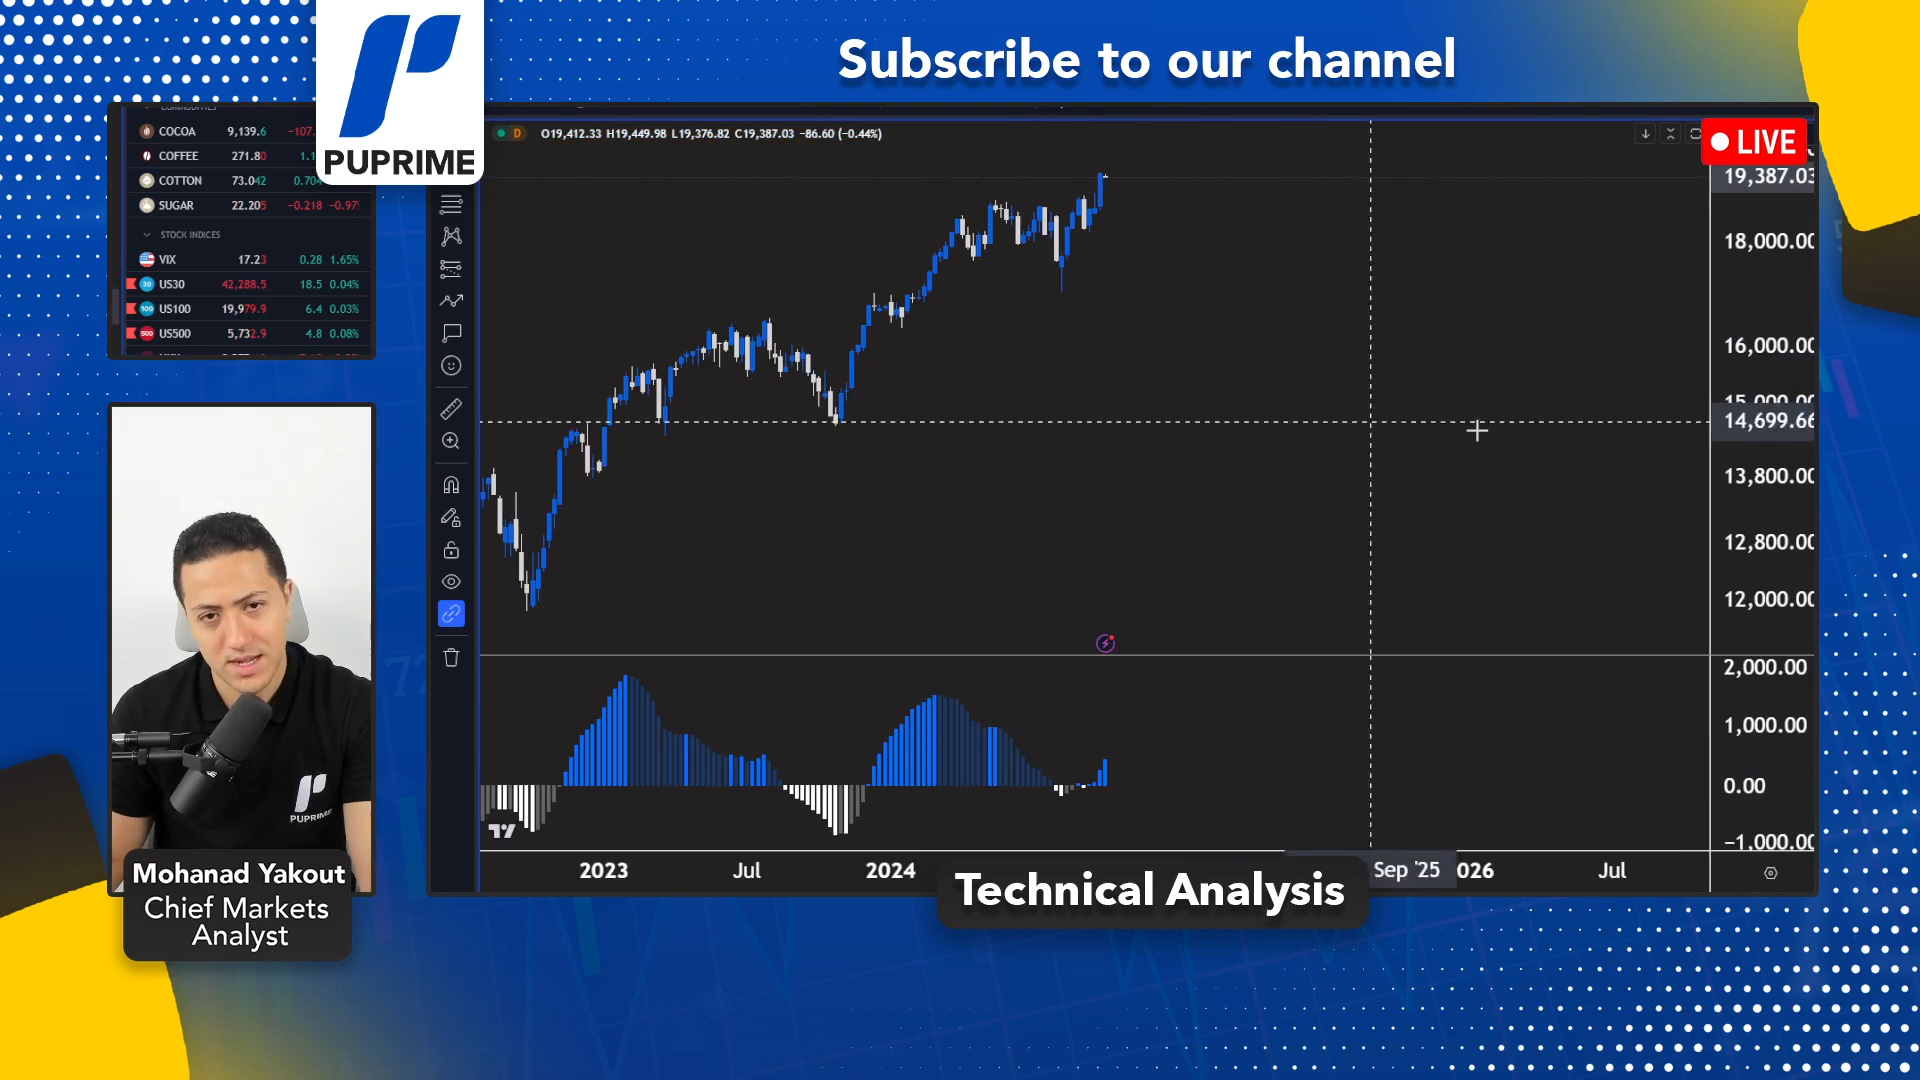 Subscribe to our channel
PUPRIME
LIVE
COMMODITIES
COCOA 9,139.6 −107.
COFFEE 271.80 1.1
COTTON 73.042 0.704
SUGAR 22.205 −0.218 −0.97
STOCK INDICES
VIX 17.23 0.28 1.65%
US30 42,288.5 18.5 0.04%
US100 19,979.9 6.4 0.03%
US500 5,732.9 4.8 0.08%
D O19,412.33 H19,449.98 L19,376.82 C19,387.03 −86.60 (−0.44%)
19,387.03
18,000.00
16,000.00
15,000.00
14,699.66
13,800.00
12,800.00
12,000.00
2,000.00
1,000.00
0.00
−1,000.00
2023 Jul 2024 Sep '25 026 Jul
Technical Analysis
PUPRIME
Mohanad Yakout
Chief Markets
Analyst